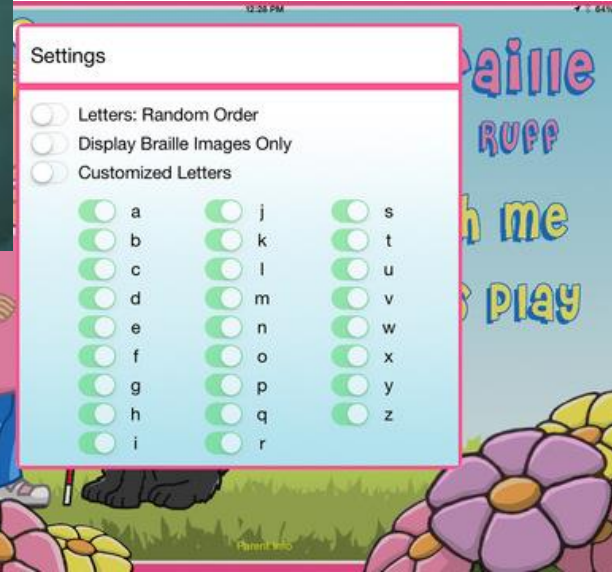 12:28 PM
64%
Settings
aille
RUFF
Letters: Random Order
Display Braille Images Only
Customized Letters
h me
play
a j s
b k t
c l u
d m v
e n w
f o x
g p y
h q z
i r
Parent Info